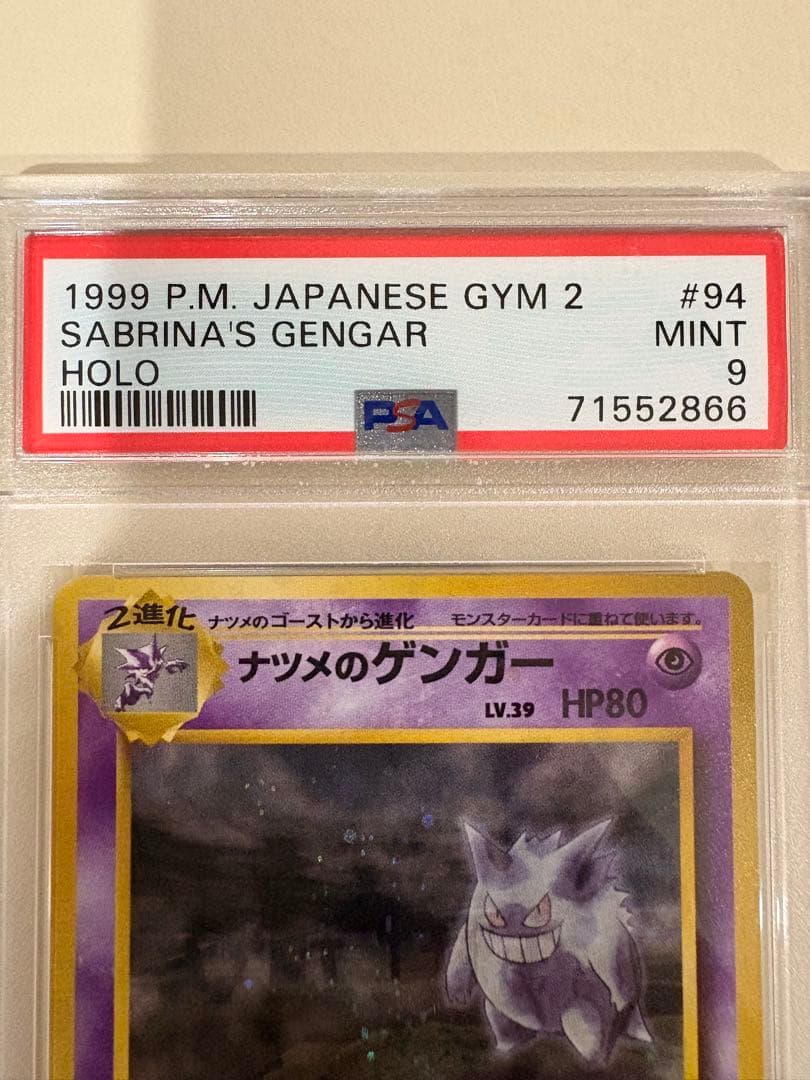 1999 P.M. JAPANESE GYM 2 #94
SABRINA'S GENGAR MINT
HOLO 9
PSA 71552866
2進化 ナツメのゴーストから進化 モンスターカードに重ねて使います。
ナツメのゲンガー
LV.39 HP80